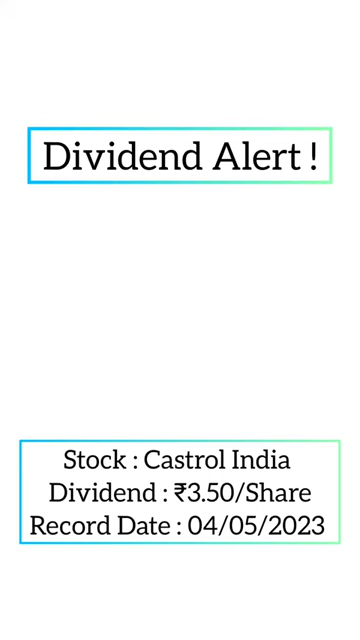 Dividend Alert !
Stock : Castrol India
Dividend : ₹3.50/Share
Record Date : 04/05/2023